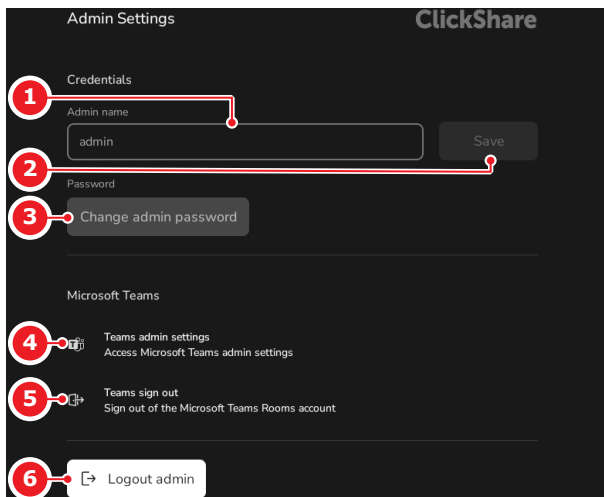 Admin Settings
ClickShare
Credentials
1
Admin name
admin
Save
2
Password
3
Change admin password
Microsoft Teams
4
Teams admin settings
Access Microsoft Teams admin settings
5
Teams sign out
Sign out of the Microsoft Teams Rooms account
6
Logout admin